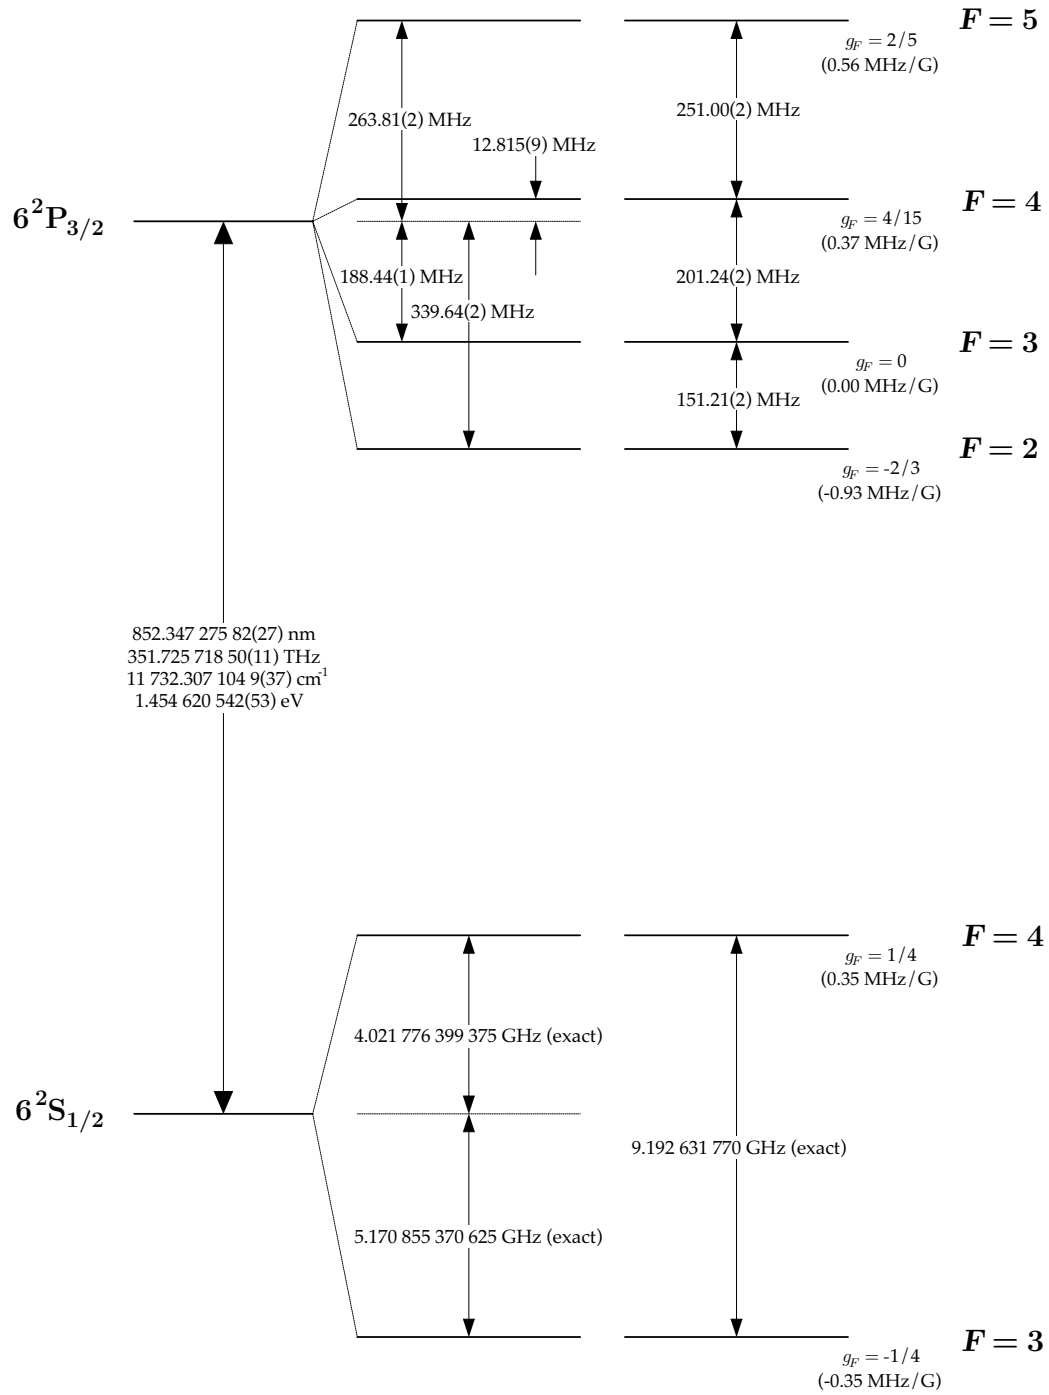 F = 5
g_F = 2/5
(0.56 MHz/G)
263.81(2) MHz
251.00(2) MHz
12.815(9) MHz
6²P₃/₂
F = 4
g_F = 4/15
(0.37 MHz/G)
188.44(1) MHz
201.24(2) MHz
339.64(2) MHz
F = 3
g_F = 0
(0.00 MHz/G)
151.21(2) MHz
F = 2
g_F = -2/3
(-0.93 MHz/G)
852.347 275 82(27) nm
351.725 718 50(11) THz
11 732.307 104 9(37) cm⁻¹
1.454 620 542(53) eV
F = 4
g_F = 1/4
(0.35 MHz/G)
4.021 776 399 375 GHz (exact)
6²S₁/₂
9.192 631 770 GHz (exact)
5.170 855 370 625 GHz (exact)
F = 3
g_F = -1/4
(-0.35 MHz/G)